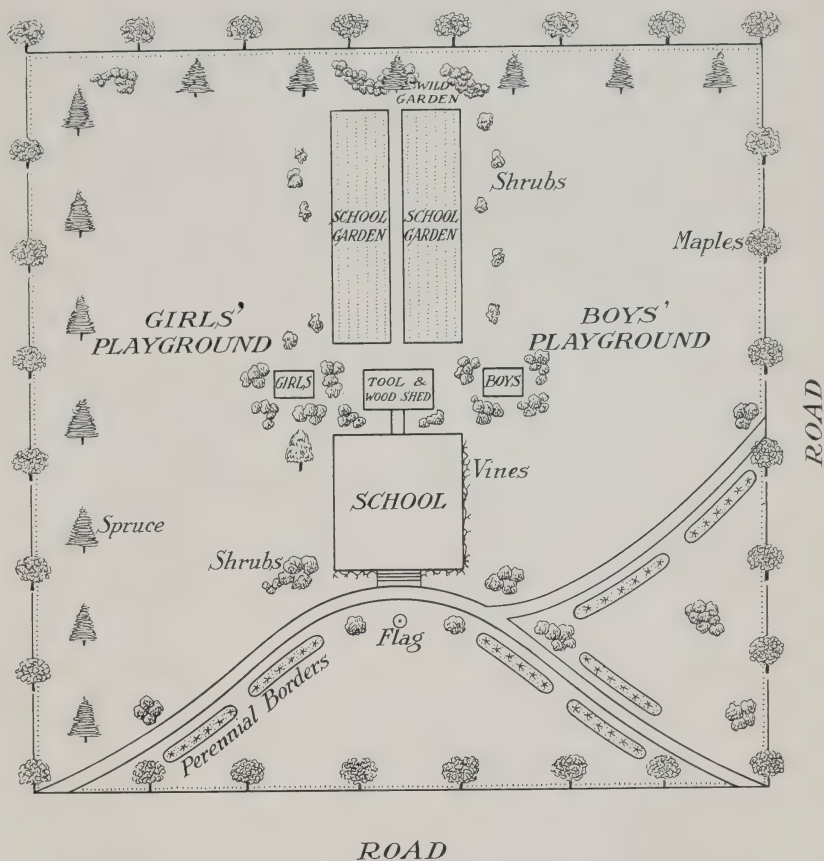 WILD
GARDEN
SCHOOL
GARDEN
SCHOOL
GARDEN
Shrubs
Maples
GIRLS'
PLAYGROUND
BOYS'
PLAYGROUND
GIRLS
TOOL &
WOOD SHED
BOYS
ROAD
Vines
SCHOOL
Spruce
Shrubs
Flag
Perennial Borders
ROAD